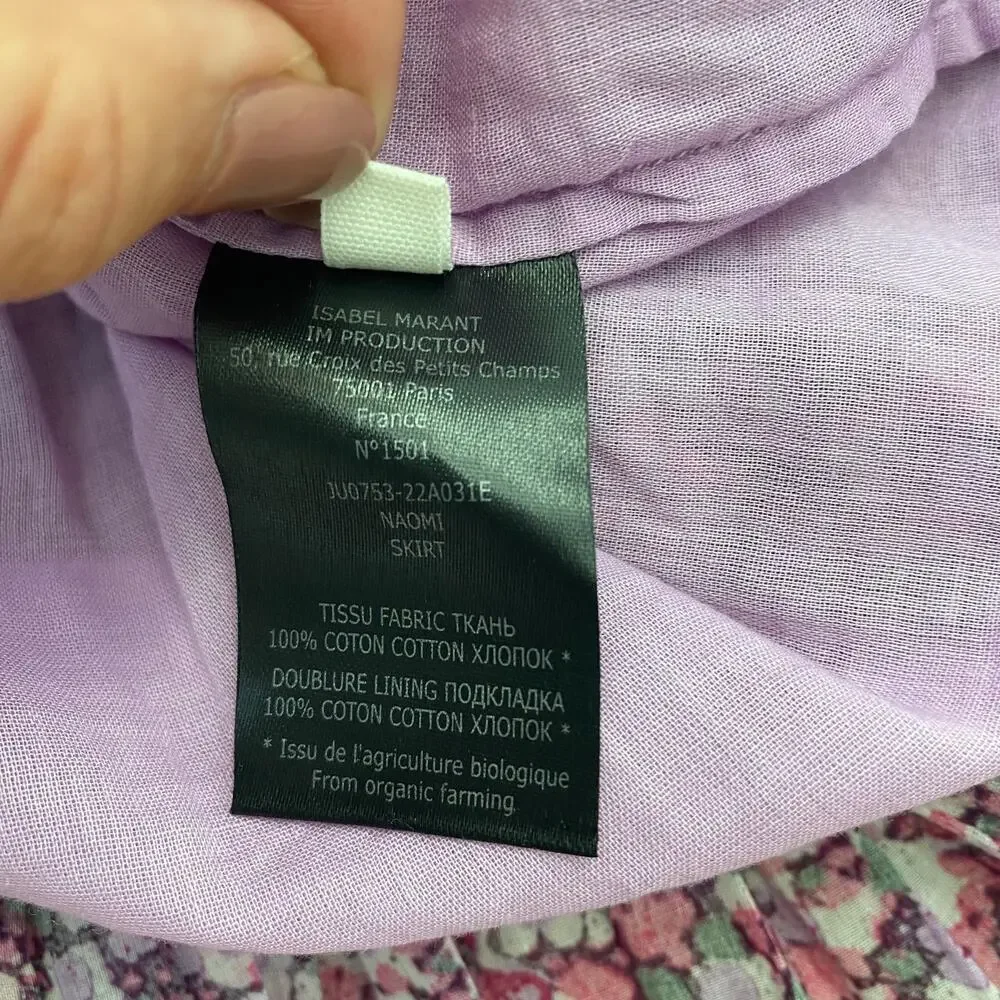 ISABEL MARANT
IM PRODUCTION
50, rue Croix des Petits Champs
75001 Paris
France
N°1501
JU0753-22A031E
NAOMI
SKIRT
TISSU FABRIC ТКАНЬ
100% COTON COTTON ХЛОПОК *
DOUBLURE LINING ПОДКЛАДКА
100% COTON COTTON ХЛОПОК *
* Issu de l'agriculture biologique
From organic farming